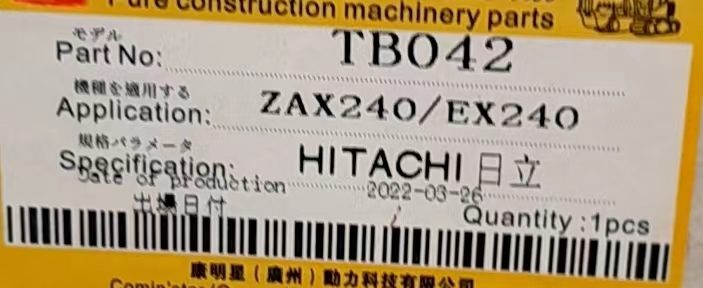 Pure construction machinery parts
モデル
Part No: TB042
機種を適用する
Application: ZAX240/EX240
規格パラメータ
Specification: HITACHI 日立
Date of production 2022-03-26
出場日付
Quantity :1pcs
康明星(廣州)動力科技有限公司